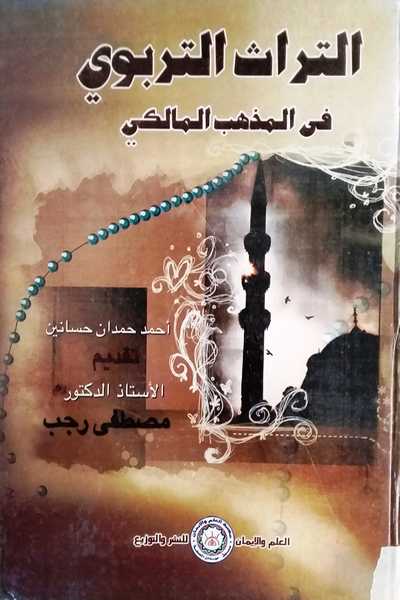 التراث التربوي
في المذهب المالكي
أحمد حمدان حسانين
تقديم
الأستاذ الدكتور
مصطفى رجب
العلم والإيمان للنشر والتوزيع